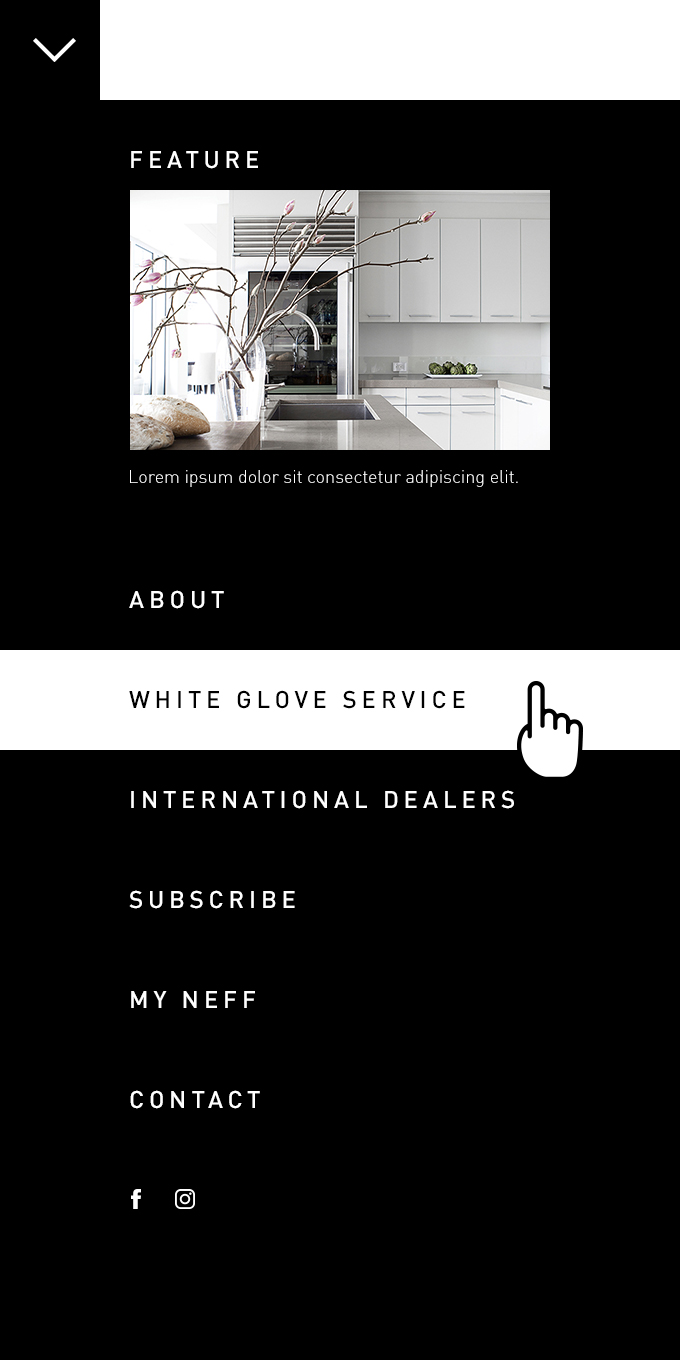 FEATURE
Lorem ipsum dolor sit consectetur adipiscing elit.
ABOUT
WHITE GLOVE SERVICE
INTERNATIONAL DEALERS
SUBSCRIBE
MY NEFF
CONTACT